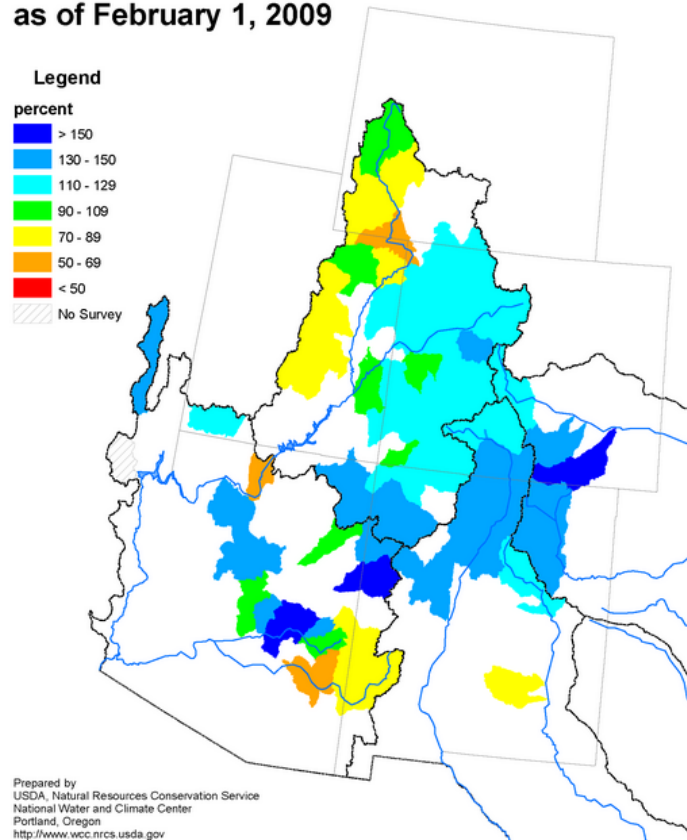 as of February 1, 2009
Legend
percent
> 150
130 - 150
110 - 129
90 - 109
70 - 89
50 - 69
< 50
No Survey
Prepared by
USDA, Natural Resources Conservation Service
National Water and Climate Center
Portland, Oregon
http://www.wcc.nrcs.usda.gov